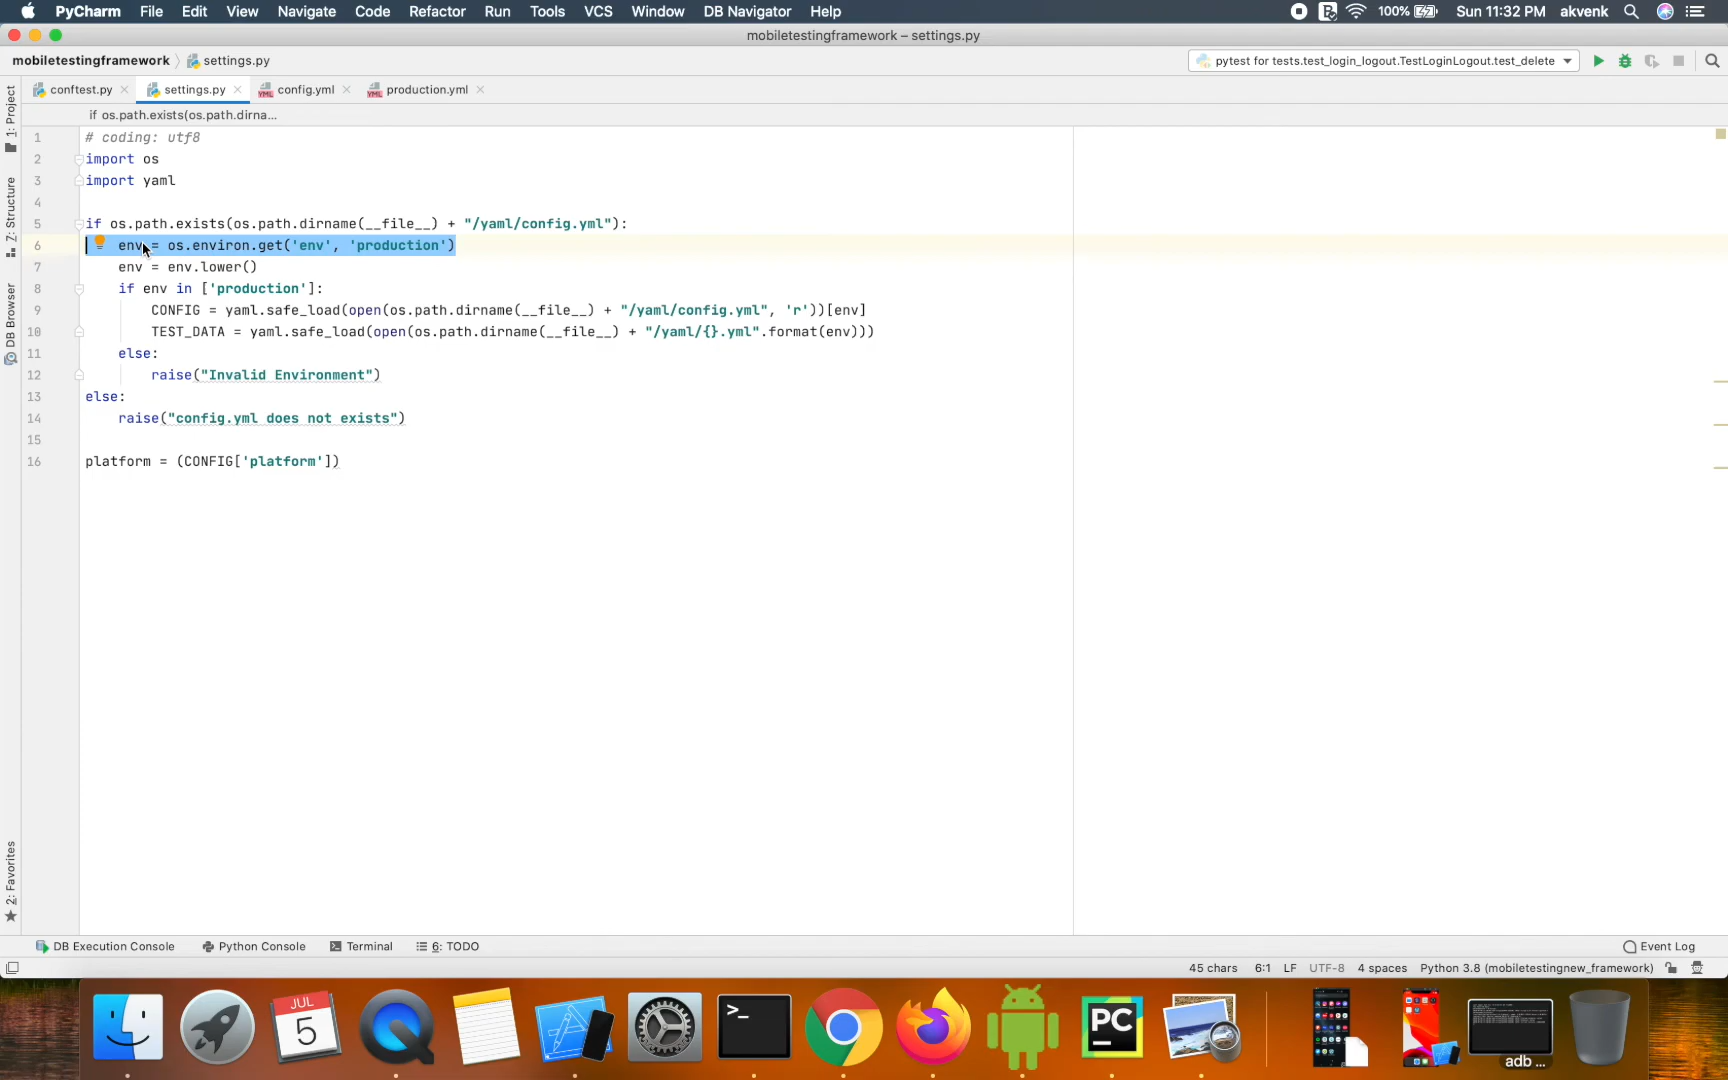 PyCharm File Edit View Navigate Code Refactor Run Tools VCS Window DB Navigator Help 100% Sun 11:32 PM akvenk
mobiletestingframework – settings.py
mobiletestingframework settings.py pytest for tests.test_login_logout.TestLoginLogout.test_delete
conftest.py settings.py config.yml production.yml
if os.path.exists(os.path.dirna...
1: Project
Z: Structure
DB Browser
2: Favorites
1 # coding: utf8
2 import os
3 import yaml
4
5 if os.path.exists(os.path.dirname(__file__) + "/yaml/config.yml"):
6 env = os.environ.get('env', 'production')
7 env = env.lower()
8 if env in ['production']:
9 CONFIG = yaml.safe_load(open(os.path.dirname(__file__) + "/yaml/config.yml", 'r'))[env]
10 TEST_DATA = yaml.safe_load(open(os.path.dirname(__file__) + "/yaml/{}.yml".format(env)))
11 else:
12 raise("Invalid Environment")
13 else:
14 raise("config.yml does not exists")
15
16 platform = (CONFIG['platform'])
DB Execution Console Python Console Terminal 6: TODO Event Log
45 chars 6:1 LF UTF-8 4 spaces Python 3.8 (mobiletestingnew_framework)
JUL
5
>_
PC
adb ...